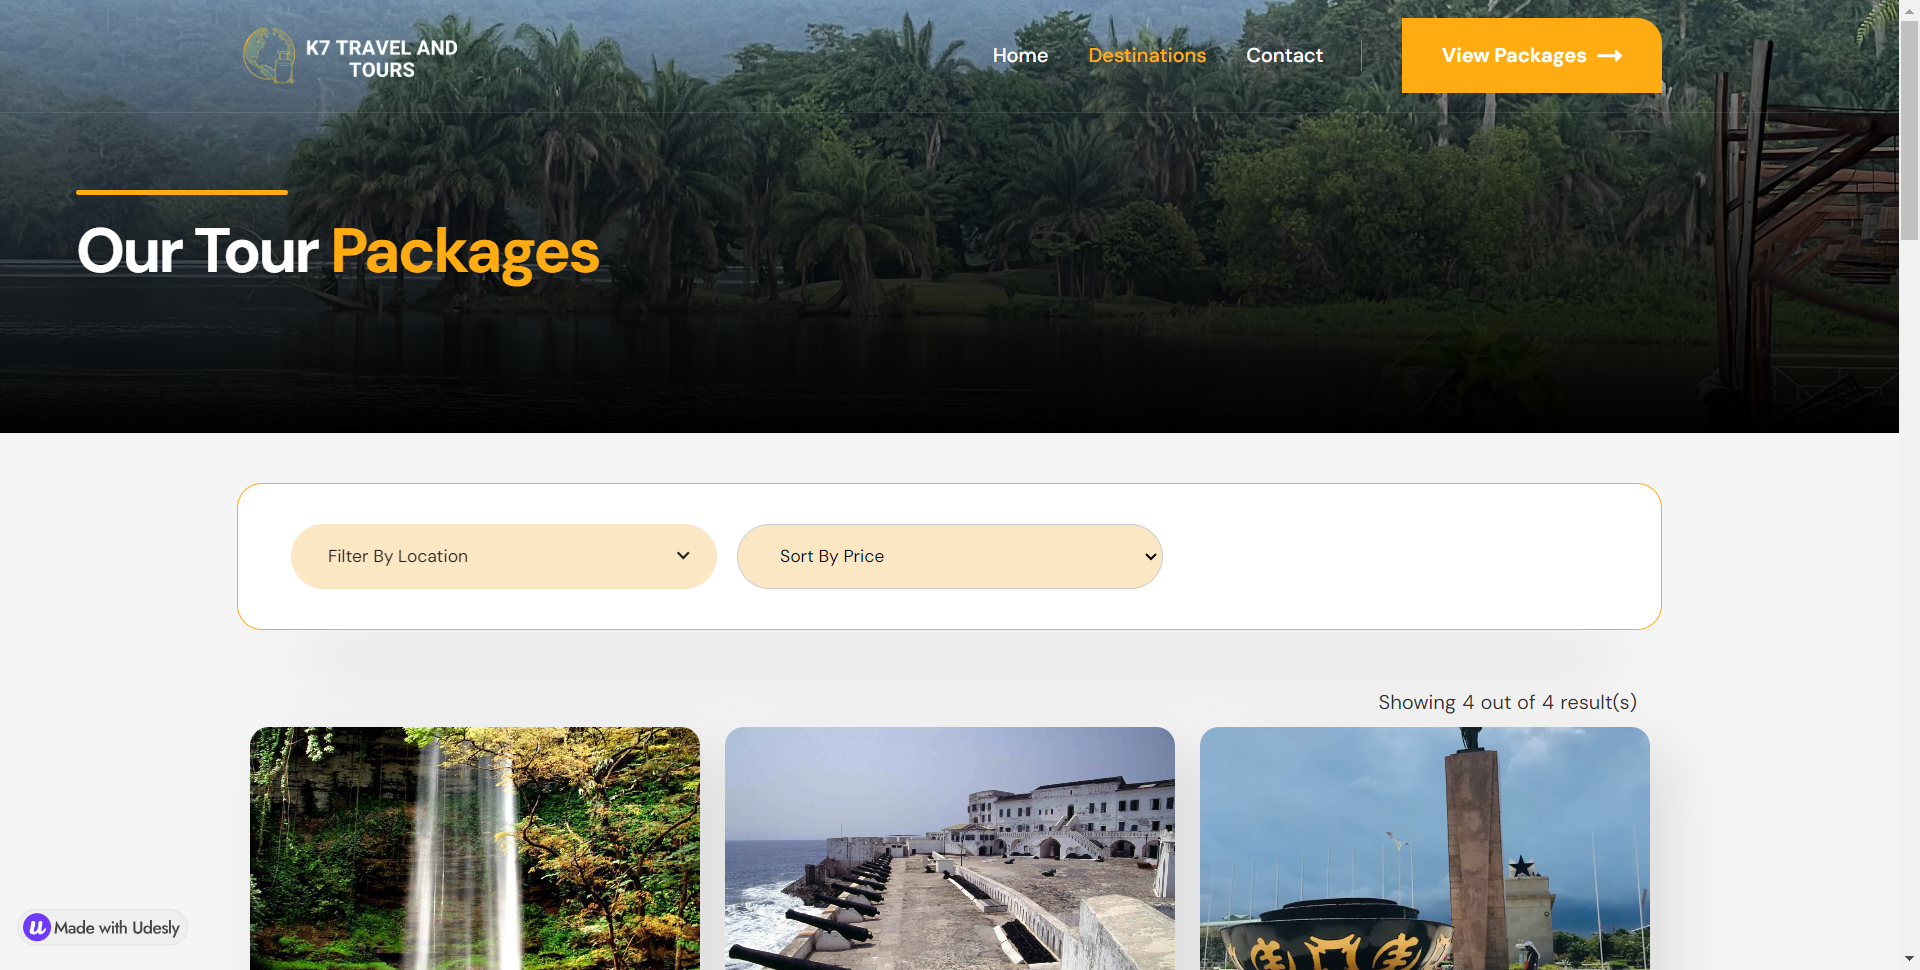 K7 TRAVEL AND
TOURS
Home
Destinations
Contact
View Packages
Our Tour Packages
Filter By Location
Sort By Price
Showing 4 out of 4 result(s)
u Made with Udesly